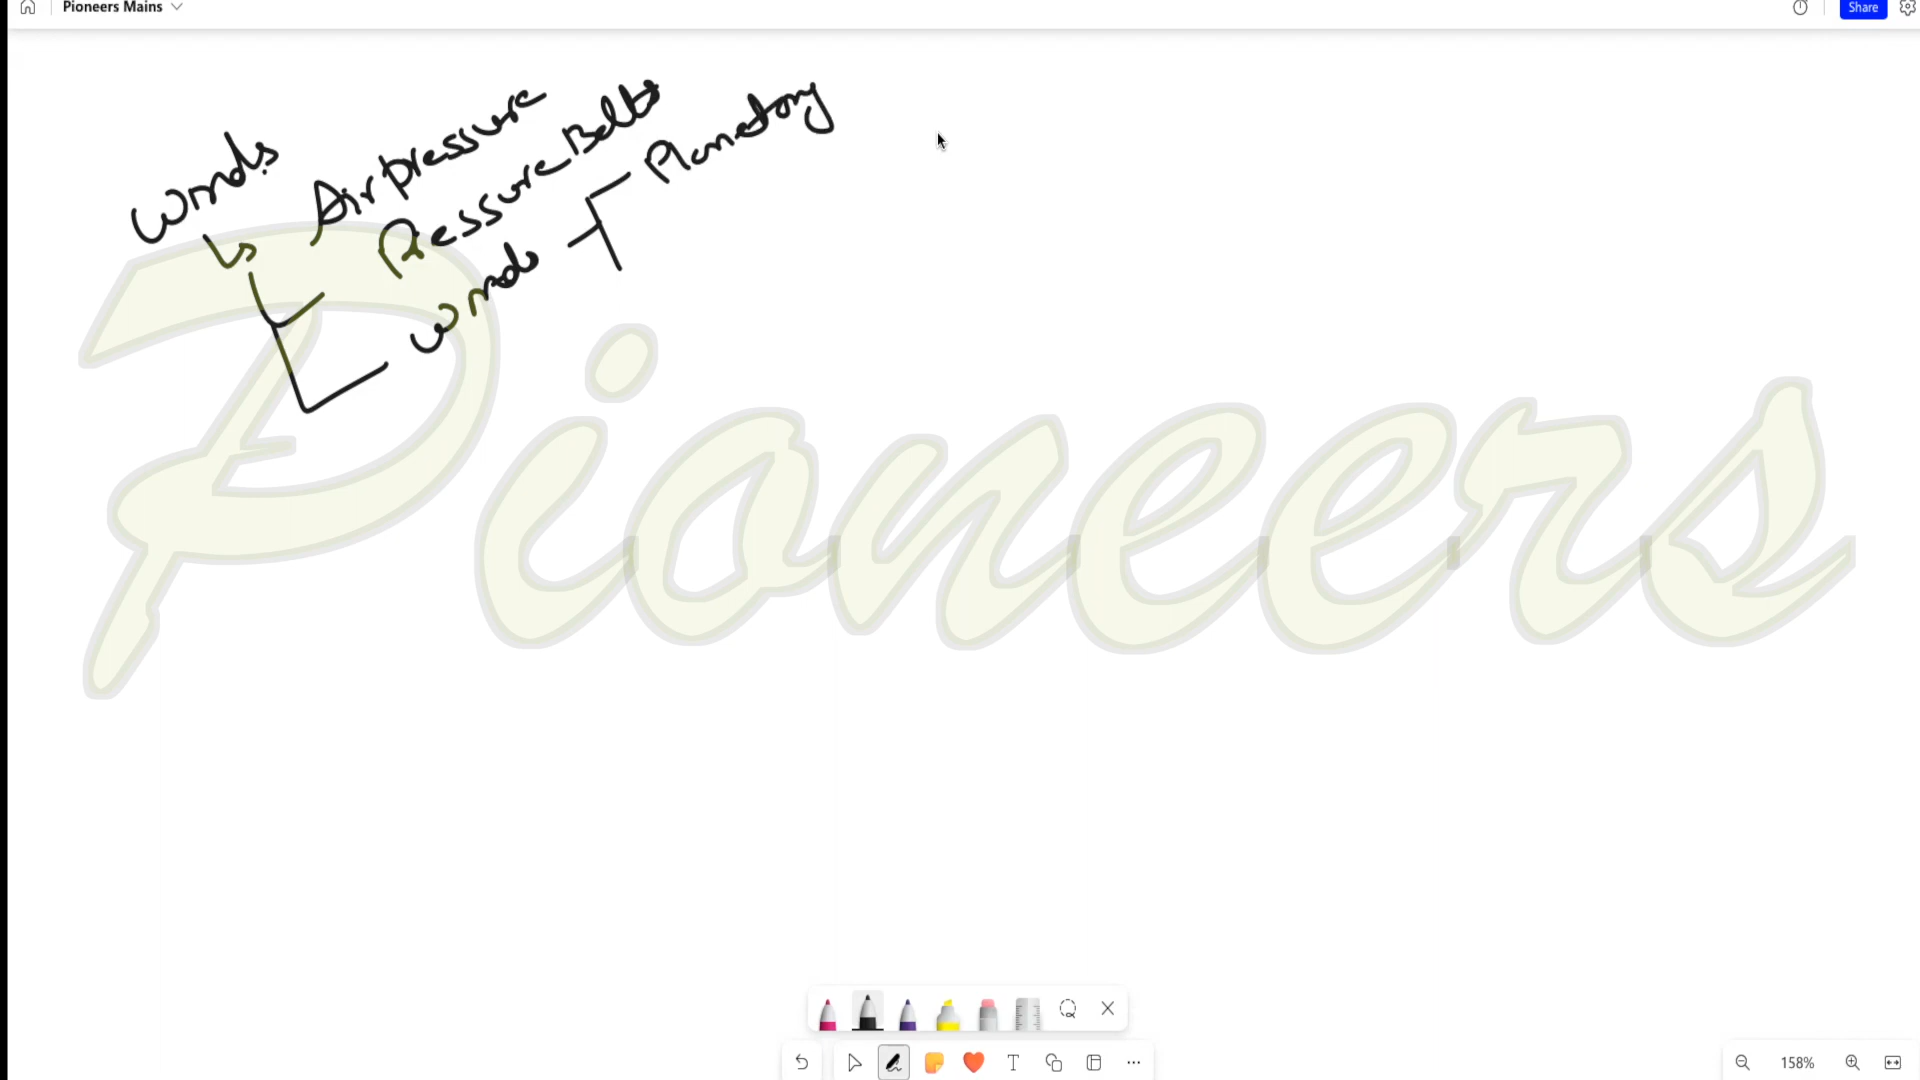 Pioneers Mains
Share
Winds
Air pressure
Pressure Belts
Winds
Planetary
Pioneers
158%